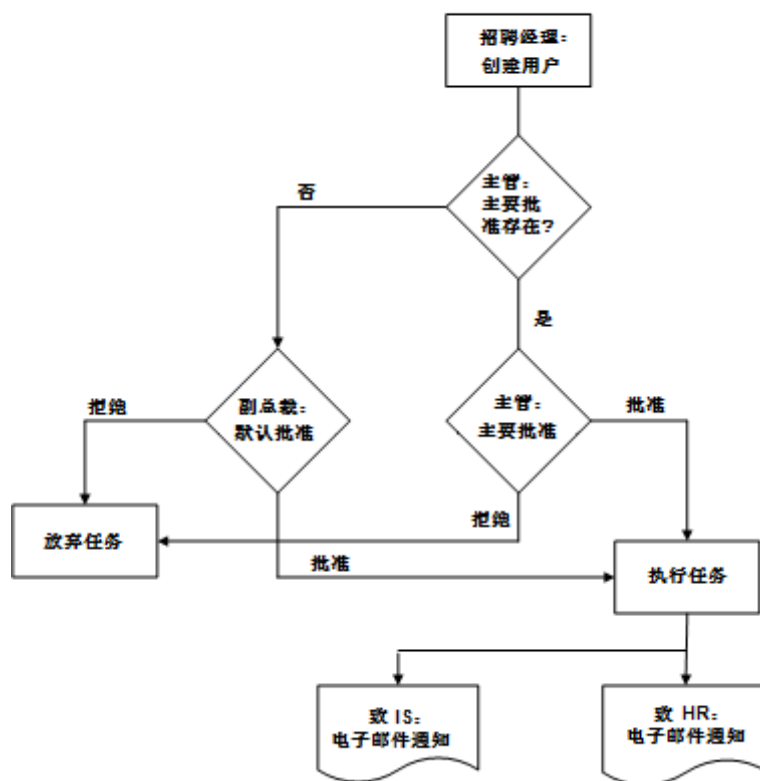 招聘经理：
创建用户
主管：
主要批
准存在？
否
是
副总裁：
默认批准
主管：
主要批准
拒绝
批准
放弃任务
拒绝
批准
执行任务
致 IS：
电子邮件通知
致 HR：
电子邮件通知